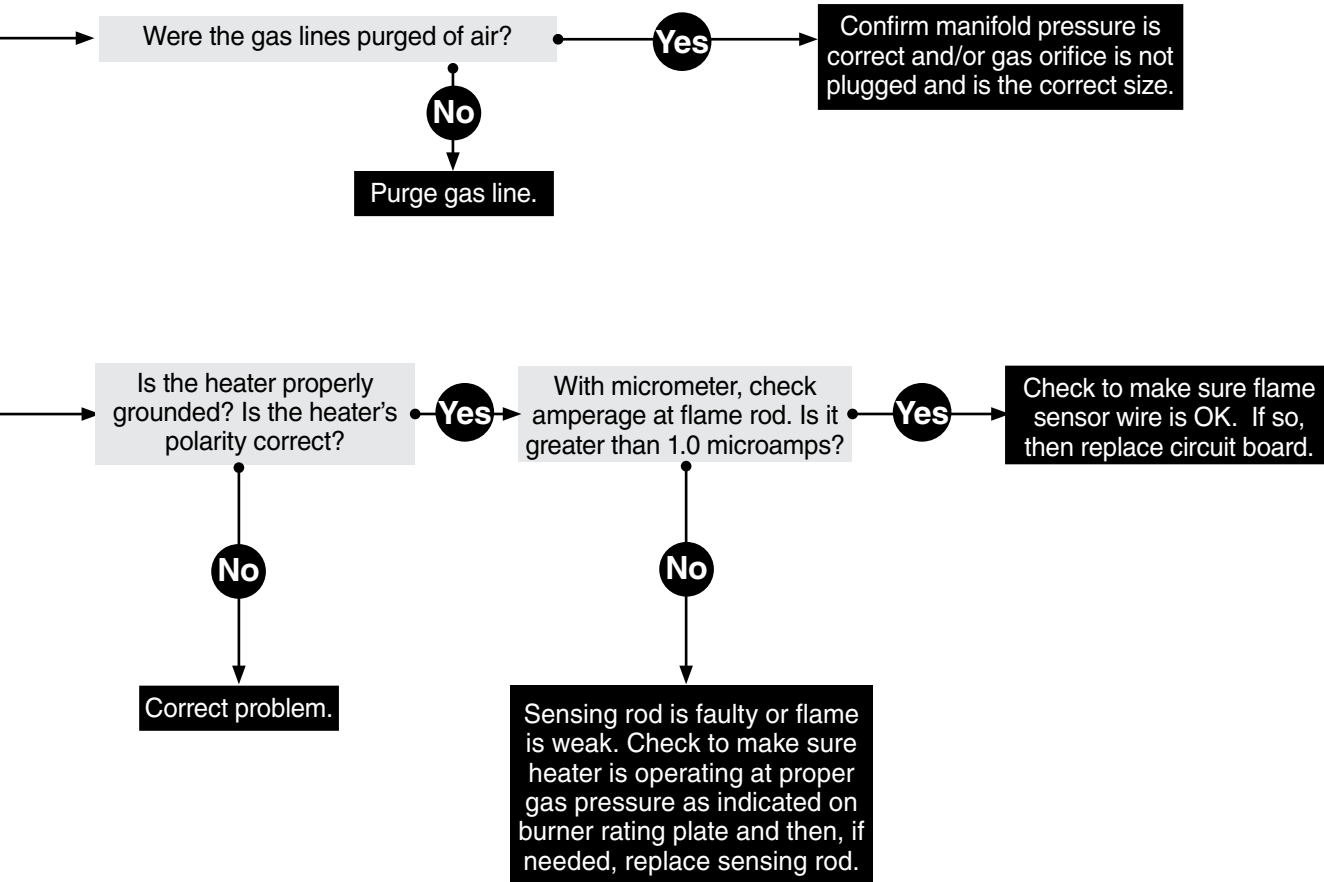 Were the gas lines purged of air?
Yes
Confirm manifold pressure is
correct and/or gas orifice is not
plugged and is the correct size.
No
Purge gas line.
Is the heater properly
grounded? Is the heater’s
polarity correct?
Yes
With micrometer, check
amperage at flame rod. Is it
greater than 1.0 microamps?
Yes
Check to make sure flame
sensor wire is OK.  If so,
then replace circuit board.
No
No
Correct problem.
Sensing rod is faulty or flame
is weak. Check to make sure
heater is operating at proper
gas pressure as indicated on
burner rating plate and then, if
needed, replace sensing rod.